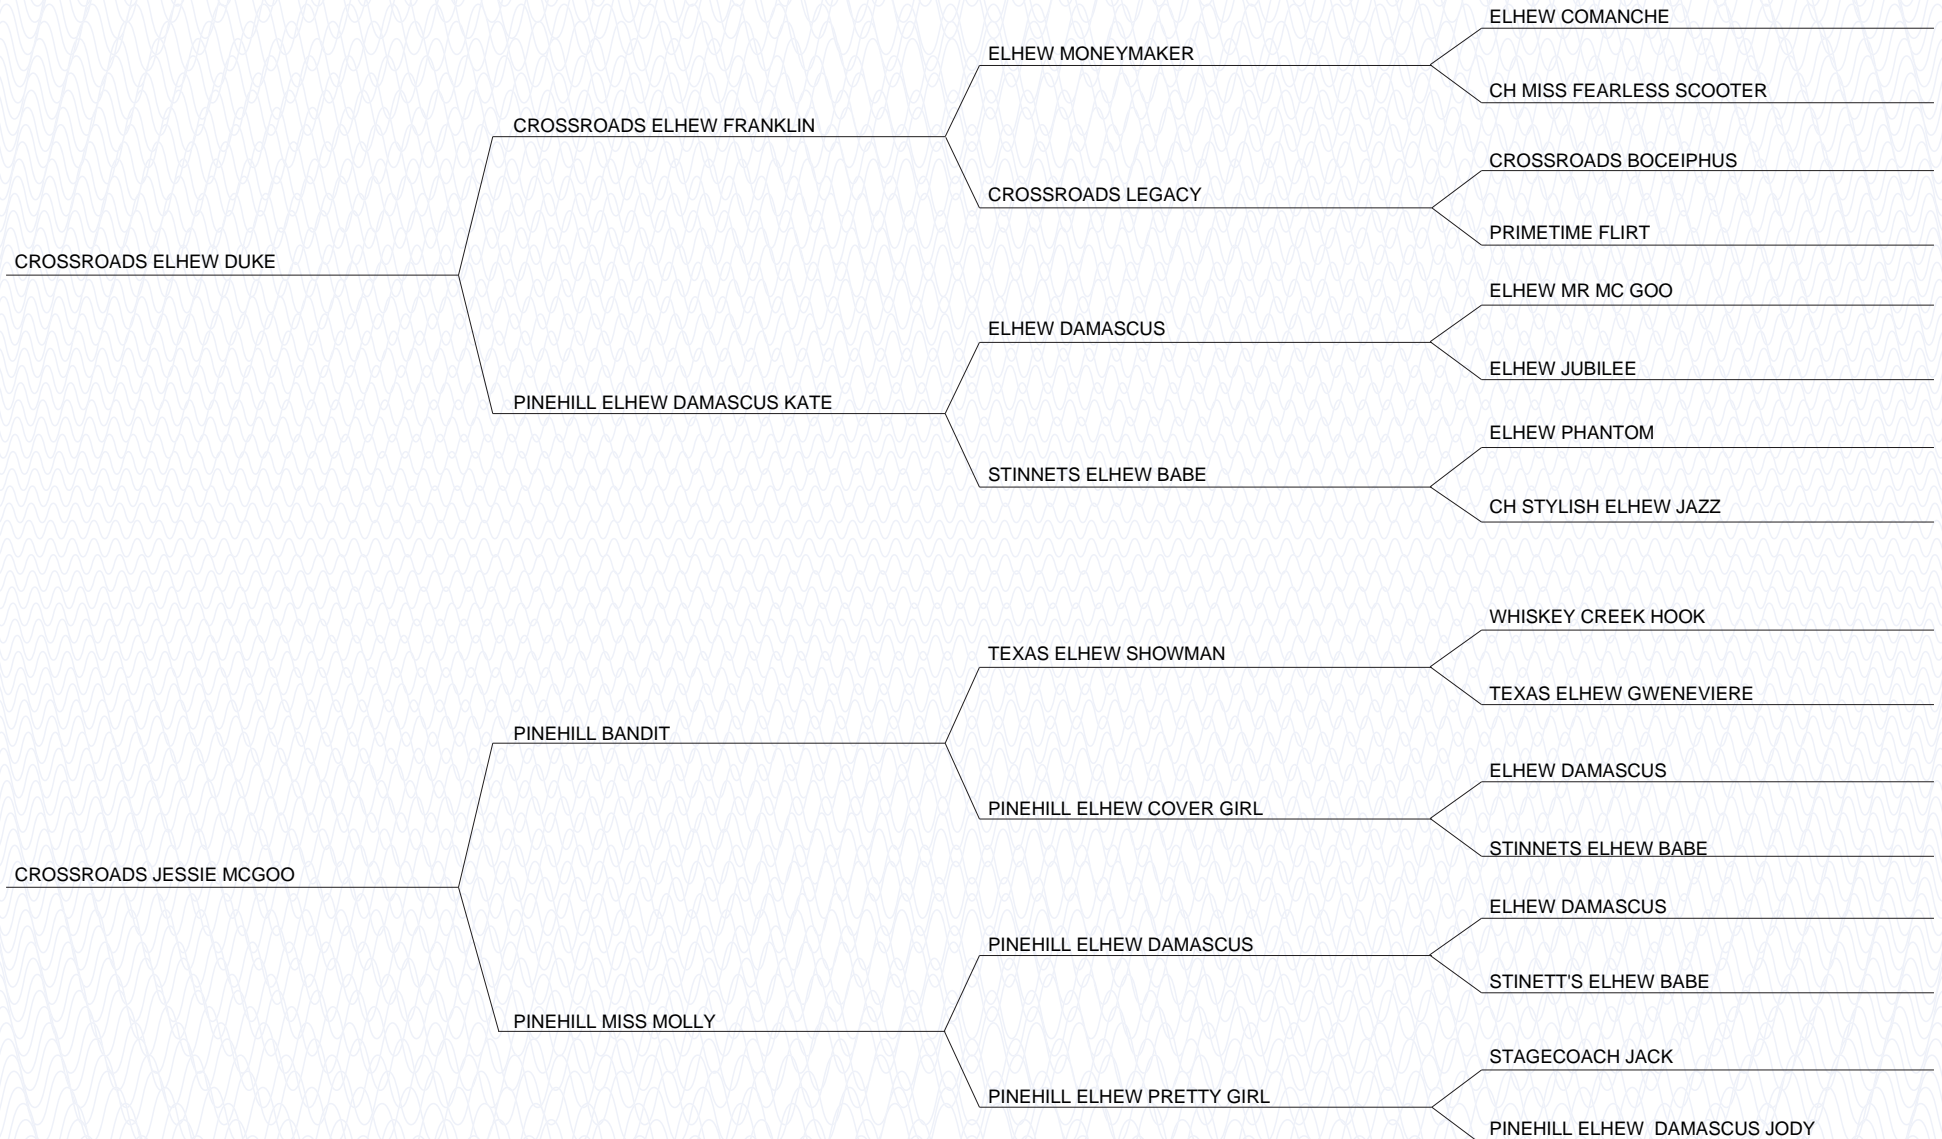 ELHEW COMANCHE
ELHEW MONEYMAKER
CH MISS FEARLESS SCOOTER
CROSSROADS ELHEW FRANKLIN
CROSSROADS BOCEIPHUS
CROSSROADS LEGACY
PRIMETIME FLIRT
CROSSROADS ELHEW DUKE
ELHEW MR MC GOO
ELHEW DAMASCUS
ELHEW JUBILEE
PINEHILL ELHEW DAMASCUS KATE
ELHEW PHANTOM
STINNETS ELHEW BABE
CH STYLISH ELHEW JAZZ
WHISKEY CREEK HOOK
TEXAS ELHEW SHOWMAN
TEXAS ELHEW GWENEVIERE
PINEHILL BANDIT
ELHEW DAMASCUS
PINEHILL ELHEW COVER GIRL
STINNETS ELHEW BABE
CROSSROADS JESSIE MCGOO
ELHEW DAMASCUS
PINEHILL ELHEW DAMASCUS
STINETT'S ELHEW BABE
PINEHILL MISS MOLLY
STAGECOACH JACK
PINEHILL ELHEW PRETTY GIRL
PINEHILL ELHEW  DAMASCUS JODY